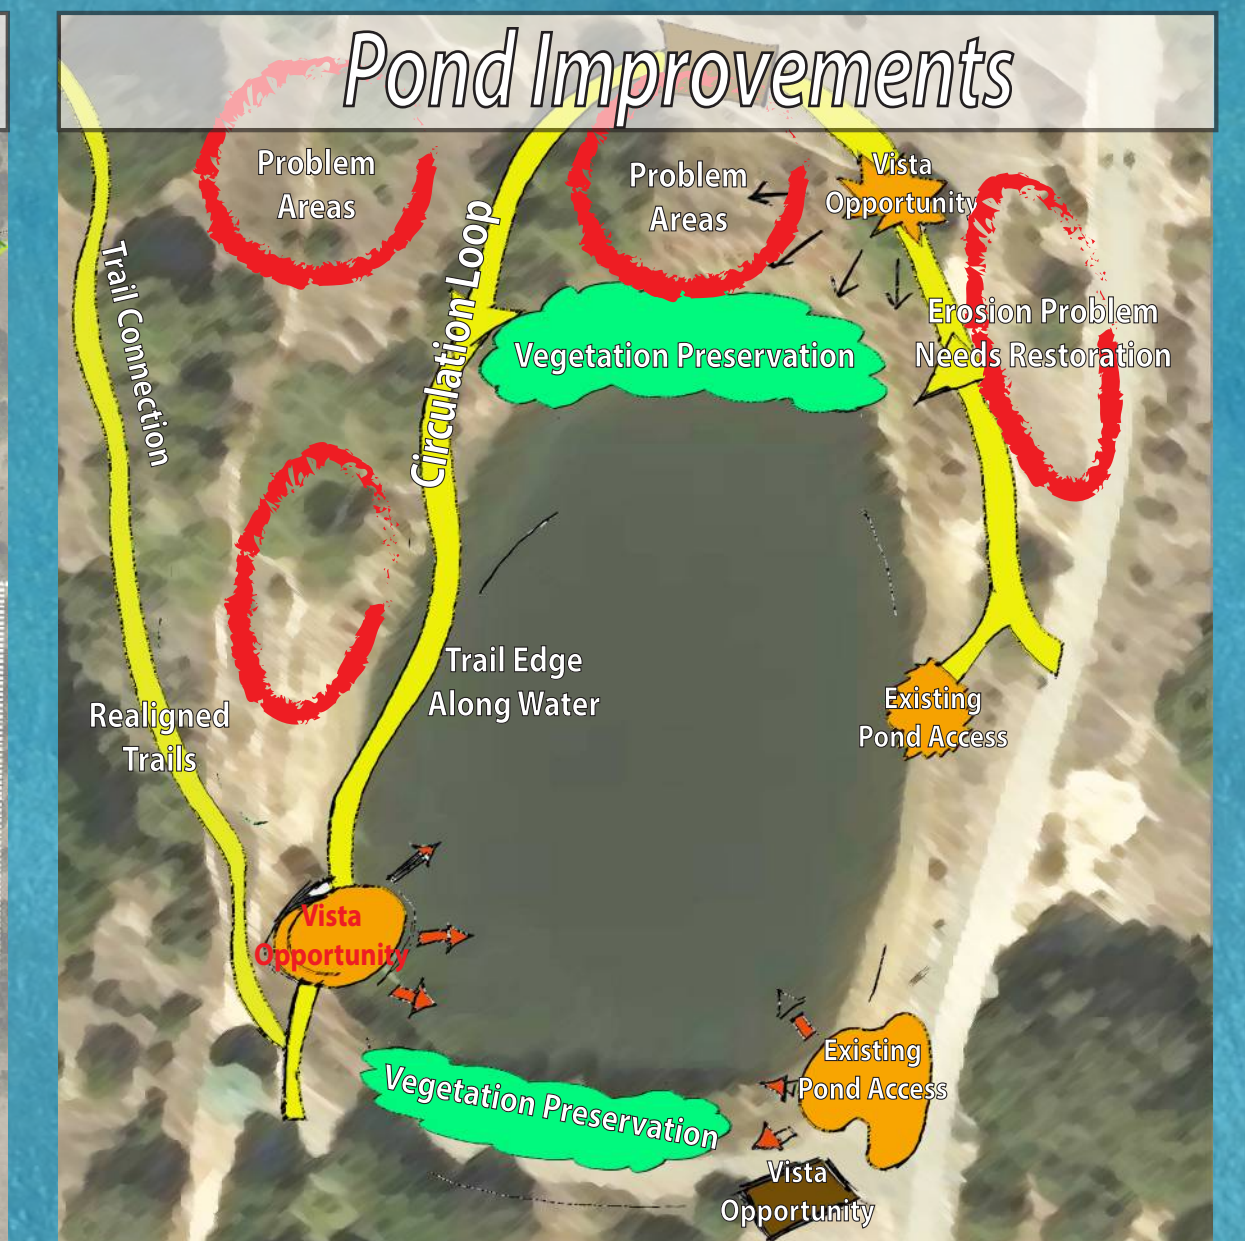 Pond Improvements
Problem
Areas
Problem
Areas
Vista
Opportunity
Trail Connection
Circulation Loop
Erosion Problem
Needs Restoration
Vegetation Preservation
Trail Edge
Along Water
Realigned
Trails
Existing
Pond Access
Vista
Opportunity
Existing
Pond Access
Vegetation Preservation
Vista
Opportunity